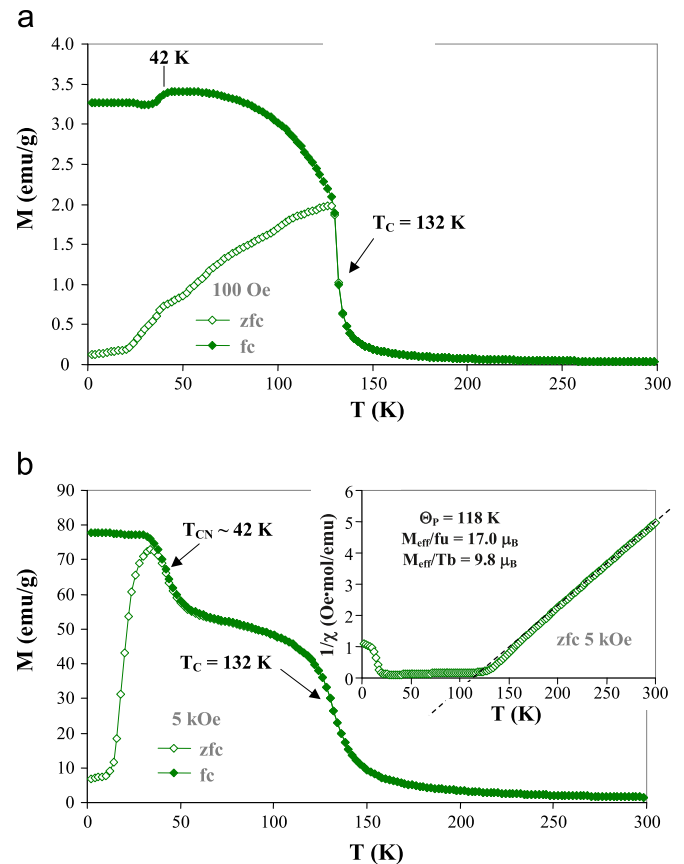 a
4.0
3.5
3.0
2.5
2.0
1.5
1.0
0.5
0
M (emu/g)
42 K
T_C = 132 K
100 Oe
zfc
fc
0 50 100 150 200 250 300
T (K)
b
90
80
70
60
50
40
30
20
10
0
M (emu/g)
T_CN ~ 42 K
T_C = 132 K
5 kOe
zfc
fc
0 50 100 150 200 250 300
T (K)
6
5
4
3
2
1
0
1/χ (Oe·mol/emu)
Θ_P = 118 K
M_eff/fu = 17.0 μ_B
M_eff/Tb = 9.8 μ_B
zfc 5 kOe
0 50 100 150 200 250 300
T (K)